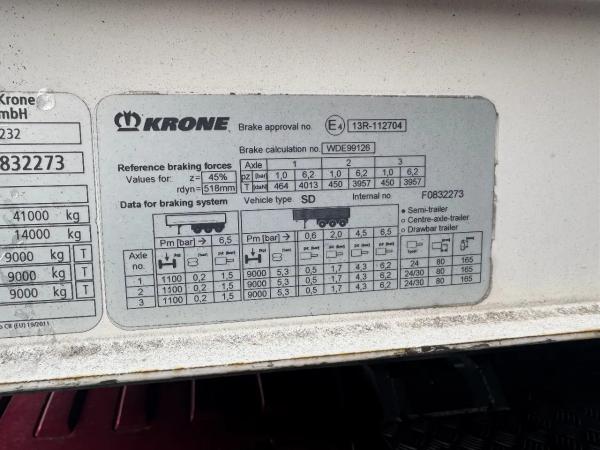 Krone
mbH
232
0832273
41000 kg
14000 kg
9000 kg T
9000 kg T
9000 kg T
CB (EU) 19/2011
KRONE
Brake approval no. E4 13R-112704
Brake calculation no. WDE99126
Reference braking forces
Values for: z= 45%
rdyn= 518mm
Axle 1 2 3
pz [bar] 1,0 6,2 1,0 6,2 1,0 6,2
T [daN] 464 4013 450 3957 450 3957
Data for braking system
Vehicle type SD
Internal no F0832273
Semi-trailer
Centre-axle-trailer
Drawbar trailer
Pm [bar] → 6,5
Pm [bar] → 0,6 2,0 4,5 6,5
Axle no.
1 1100 0,2 1,5 9000 5,3 0,5 1,7 4,3 6,2 24 80 165
2 1100 0,2 1,5 9000 5,3 0,5 1,7 4,3 6,2 24/30 80 165
3 1100 0,2 1,5 9000 5,3 0,5 1,7 4,3 6,2 24/30 80 165